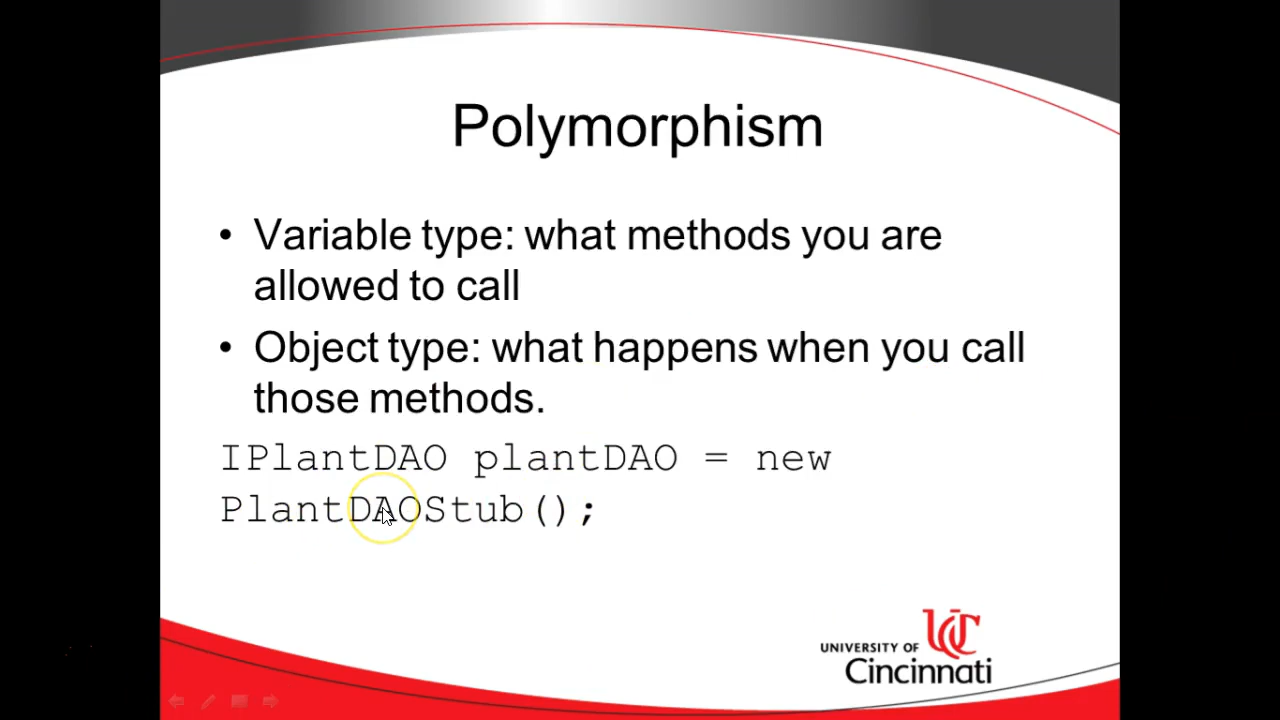 Polymorphism
• Variable type: what methods you are
allowed to call
• Object type: what happens when you call
those methods.
IPlantDAO plantDAO = new
PlantDAOStub();
UC
UNIVERSITY OF
Cincinnati